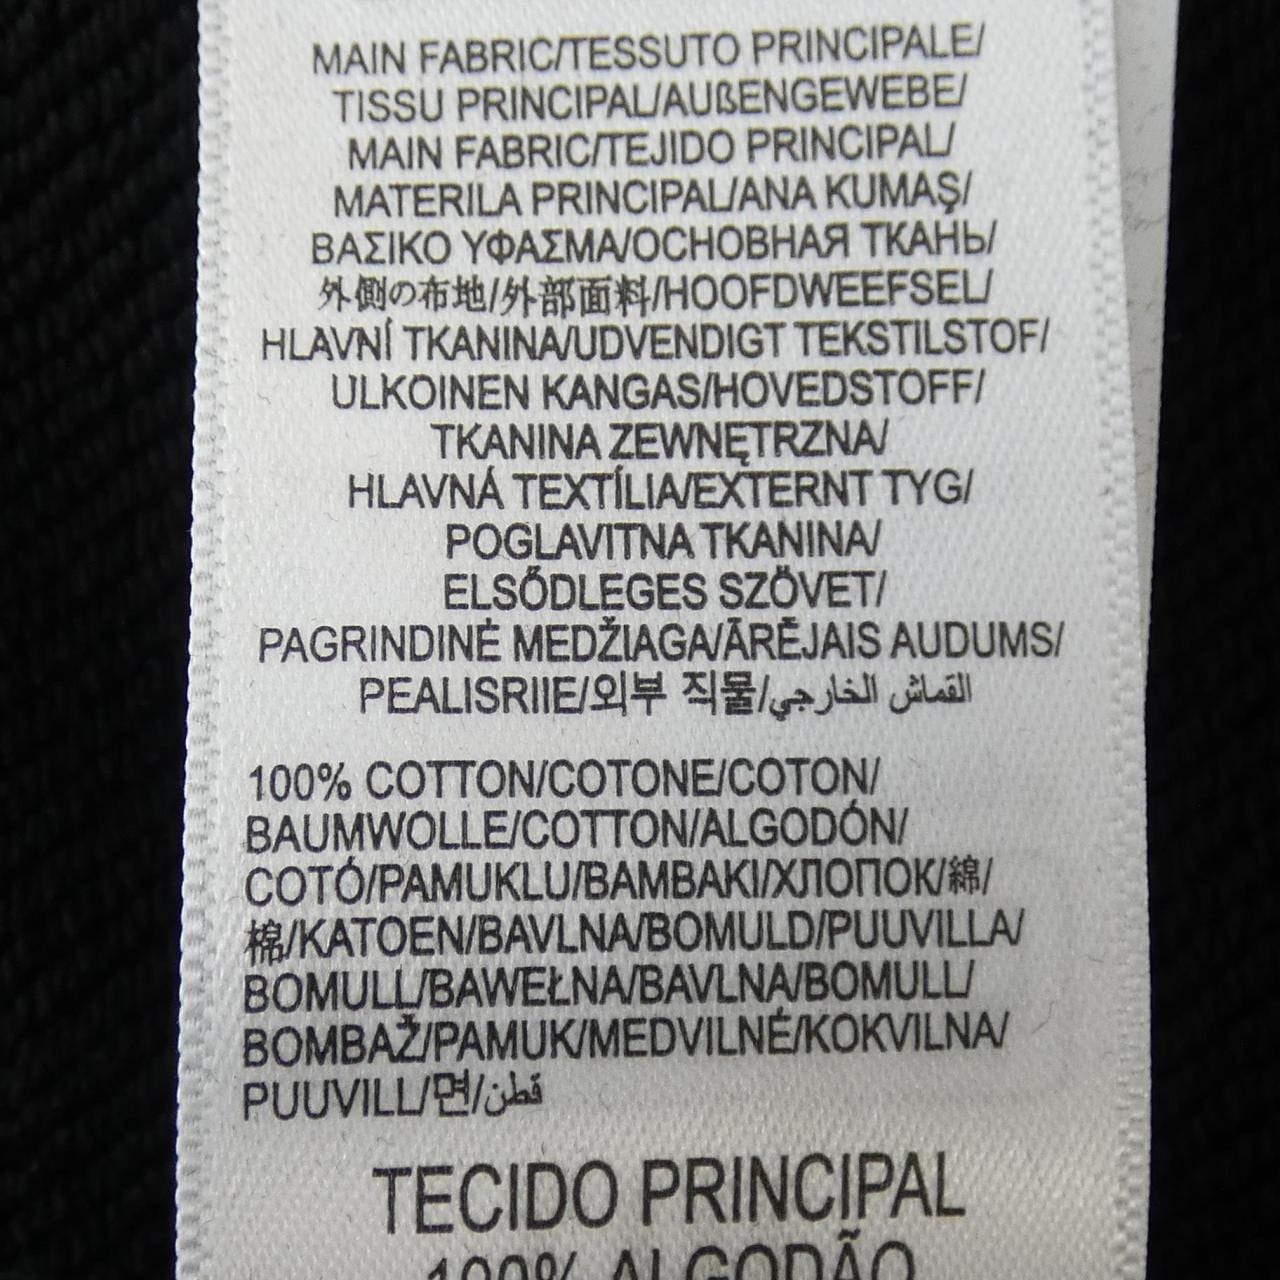 MAIN FABRIC/TESSUTO PRINCIPALE/
TISSU PRINCIPAL/AUßENGEWEBE/
MAIN FABRIC/TEJIDO PRINCIPAL/
MATERILA PRINCIPAL/ANA KUMAŞ/
ΒΑΣΙΚΟ ΥΦΑΣΜΑ/ОСНОВНАЯ ТКАНЬ/
外側の布地/外部面料/HOOFDWEEFSEL/
HLAVNÍ TKANINA/UDVENDIGT TEKSTILSTOF/
ULKOINEN KANGAS/HOVEDSTOFF/
TKANINA ZEWNĘTRZNA/
HLAVNÁ TEXTÍLIA/EXTERNT TYG/
POGLAVITNA TKANINA/
ELSŐDLEGES SZÖVET/
PAGRINDINĖ MEDŽIAGA/ĀRĒJAIS AUDUMS/
PEALISRIIE/외부 직물/القماش الخارجي
100% COTTON/COTONE/COTON/
BAUMWOLLE/COTTON/ALGODÓN/
COTÓ/PAMUKLU/ΒΑΜΒΑΚΙ/ХЛОПОК/綿/
棉/KATOEN/BAVLNA/BOMULD/PUUVILLA/
BOMULL/BAWEŁNA/BAVLNA/BOMULL/
BOMBAŽ/PAMUK/MEDVILNĖ/KOKVILNA/
PUUVILL/면/قطن
TECIDO PRINCIPAL
100% ALGODÃO